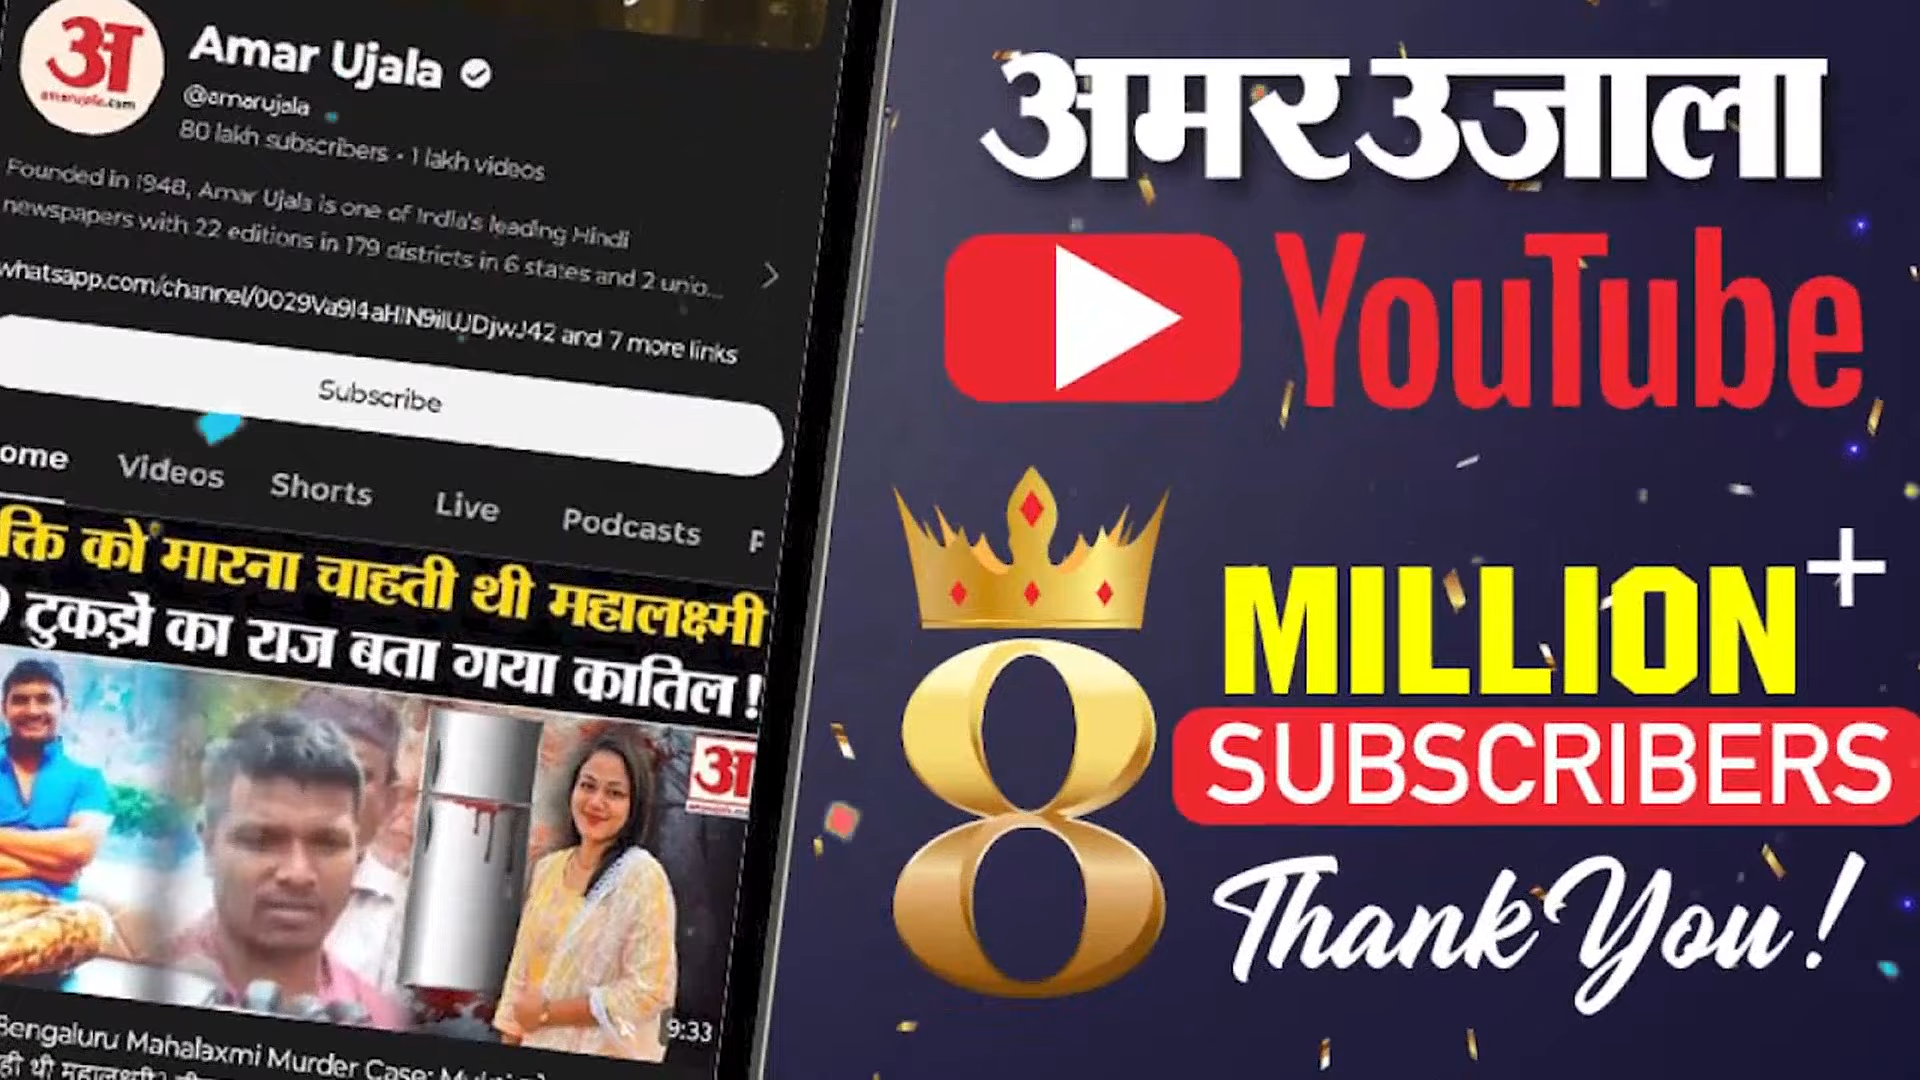 अ
amarujala.com
Amar Ujala
@amarujala
80 lakh subscribers • 1 lakh videos
Founded in 1948, Amar Ujala is one of India's leading Hindi
newspapers with 22 editions in 179 districts in 6 states and 2 unio...
and 7 more links
Subscribe
ome Videos Shorts Live Podcasts P
क्ति को मारना चाहती थी महालक्ष्मी
टुकड़ों का राज बता गया कातिल!
अ
9:33
Bengaluru Mahalaxmi Murder Case:
ही थी महालक्ष्मी
अमर उजाला
YouTube
8 MILLION+
SUBSCRIBERS
Thank You!